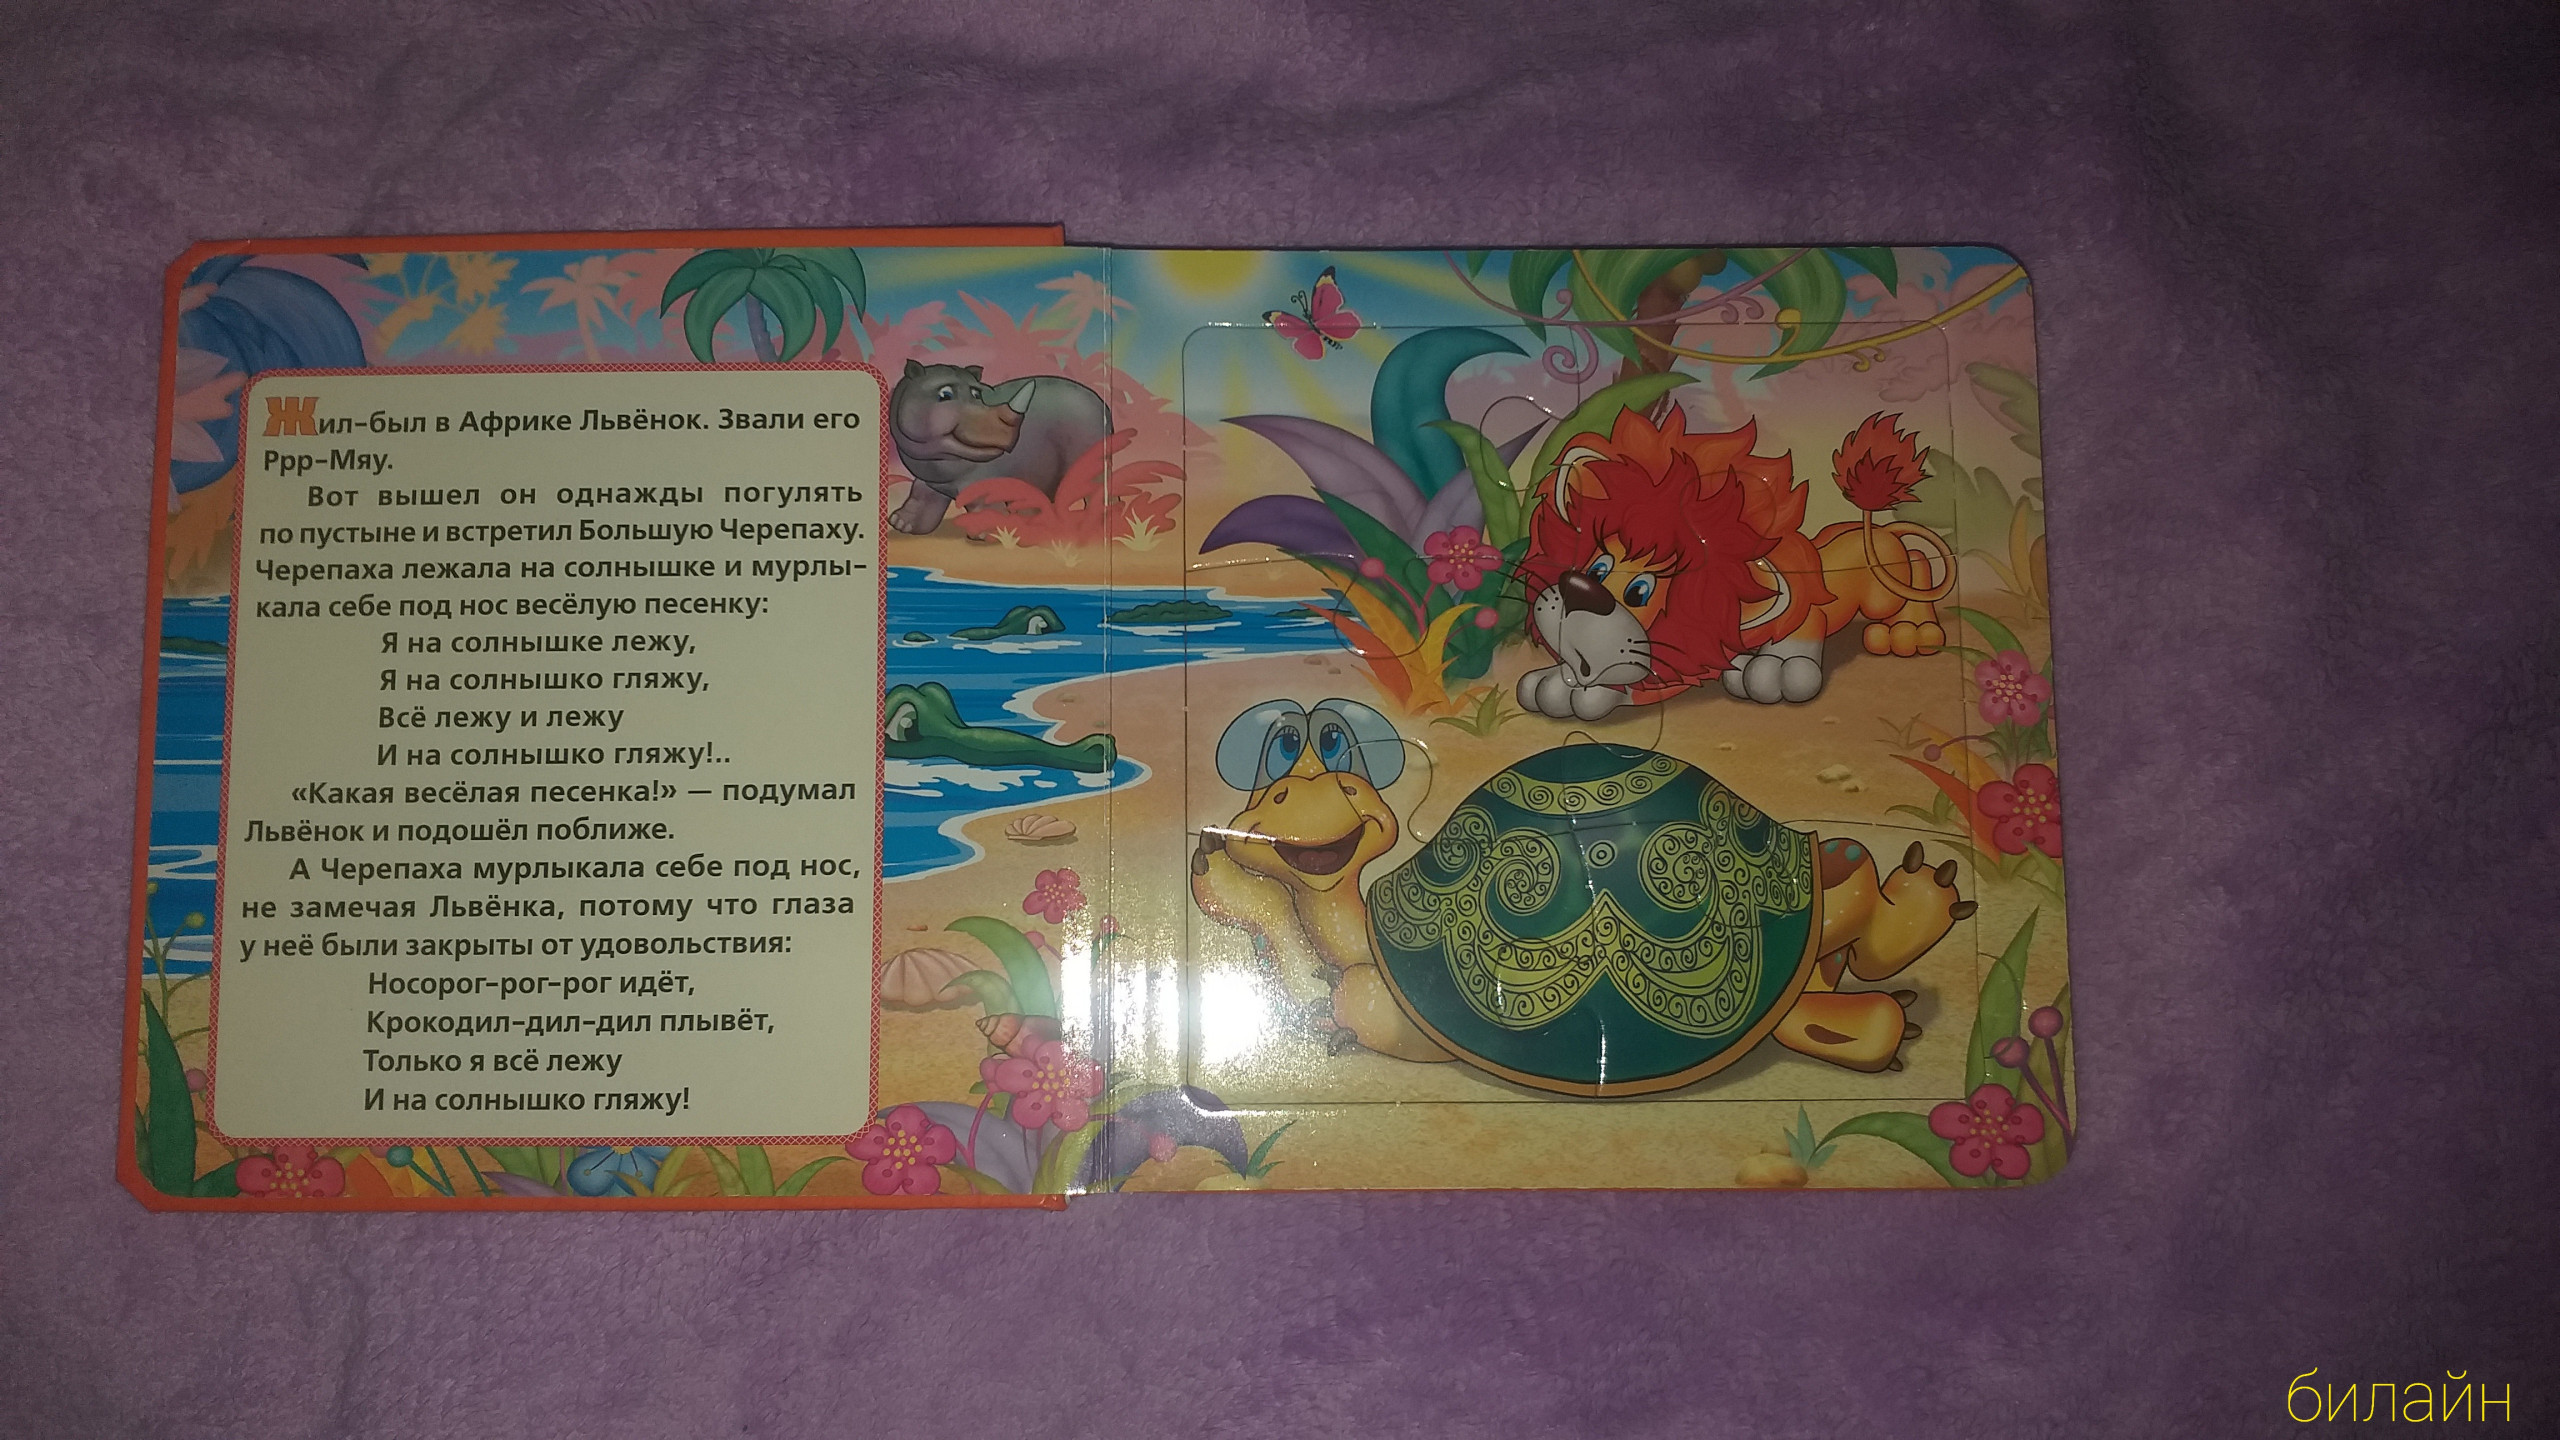 Жил-был в Африке Львёнок. Звали его
Ррр-Мяу.
Вот вышел он однажды погулять
по пустыне и встретил Большую Черепаху.
Черепаха лежала на солнышке и мурлы-
кала себе под нос весёлую песенку:
Я на солнышке лежу,
Я на солнышко гляжу,
Всё лежу и лежу
И на солнышко гляжу!..
«Какая весёлая песенка!» — подумал
Львёнок и подошёл поближе.
А Черепаха мурлыкала себе под нос,
не замечая Львёнка, потому что глаза
у неё были закрыты от удовольствия:
Носорог-рог-рог идёт,
Крокодил-дил-дил плывёт,
Только я всё лежу
И на солнышко гляжу!
билайн